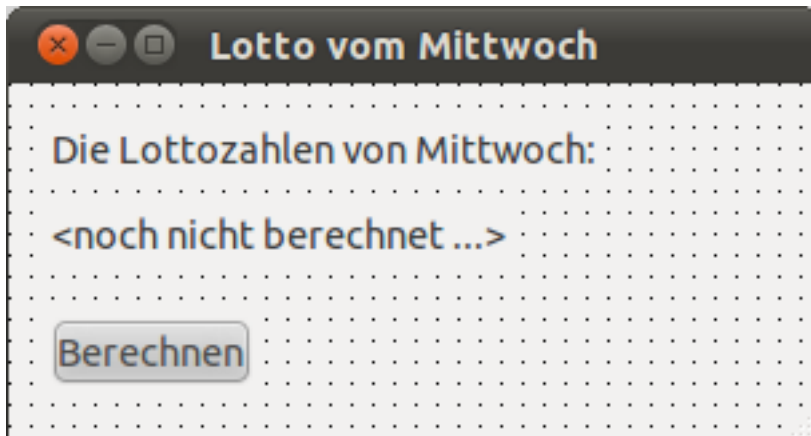 Lotto vom Mittwoch
Die Lottozahlen von Mittwoch:
<noch nicht berechnet ...>
Berechnen